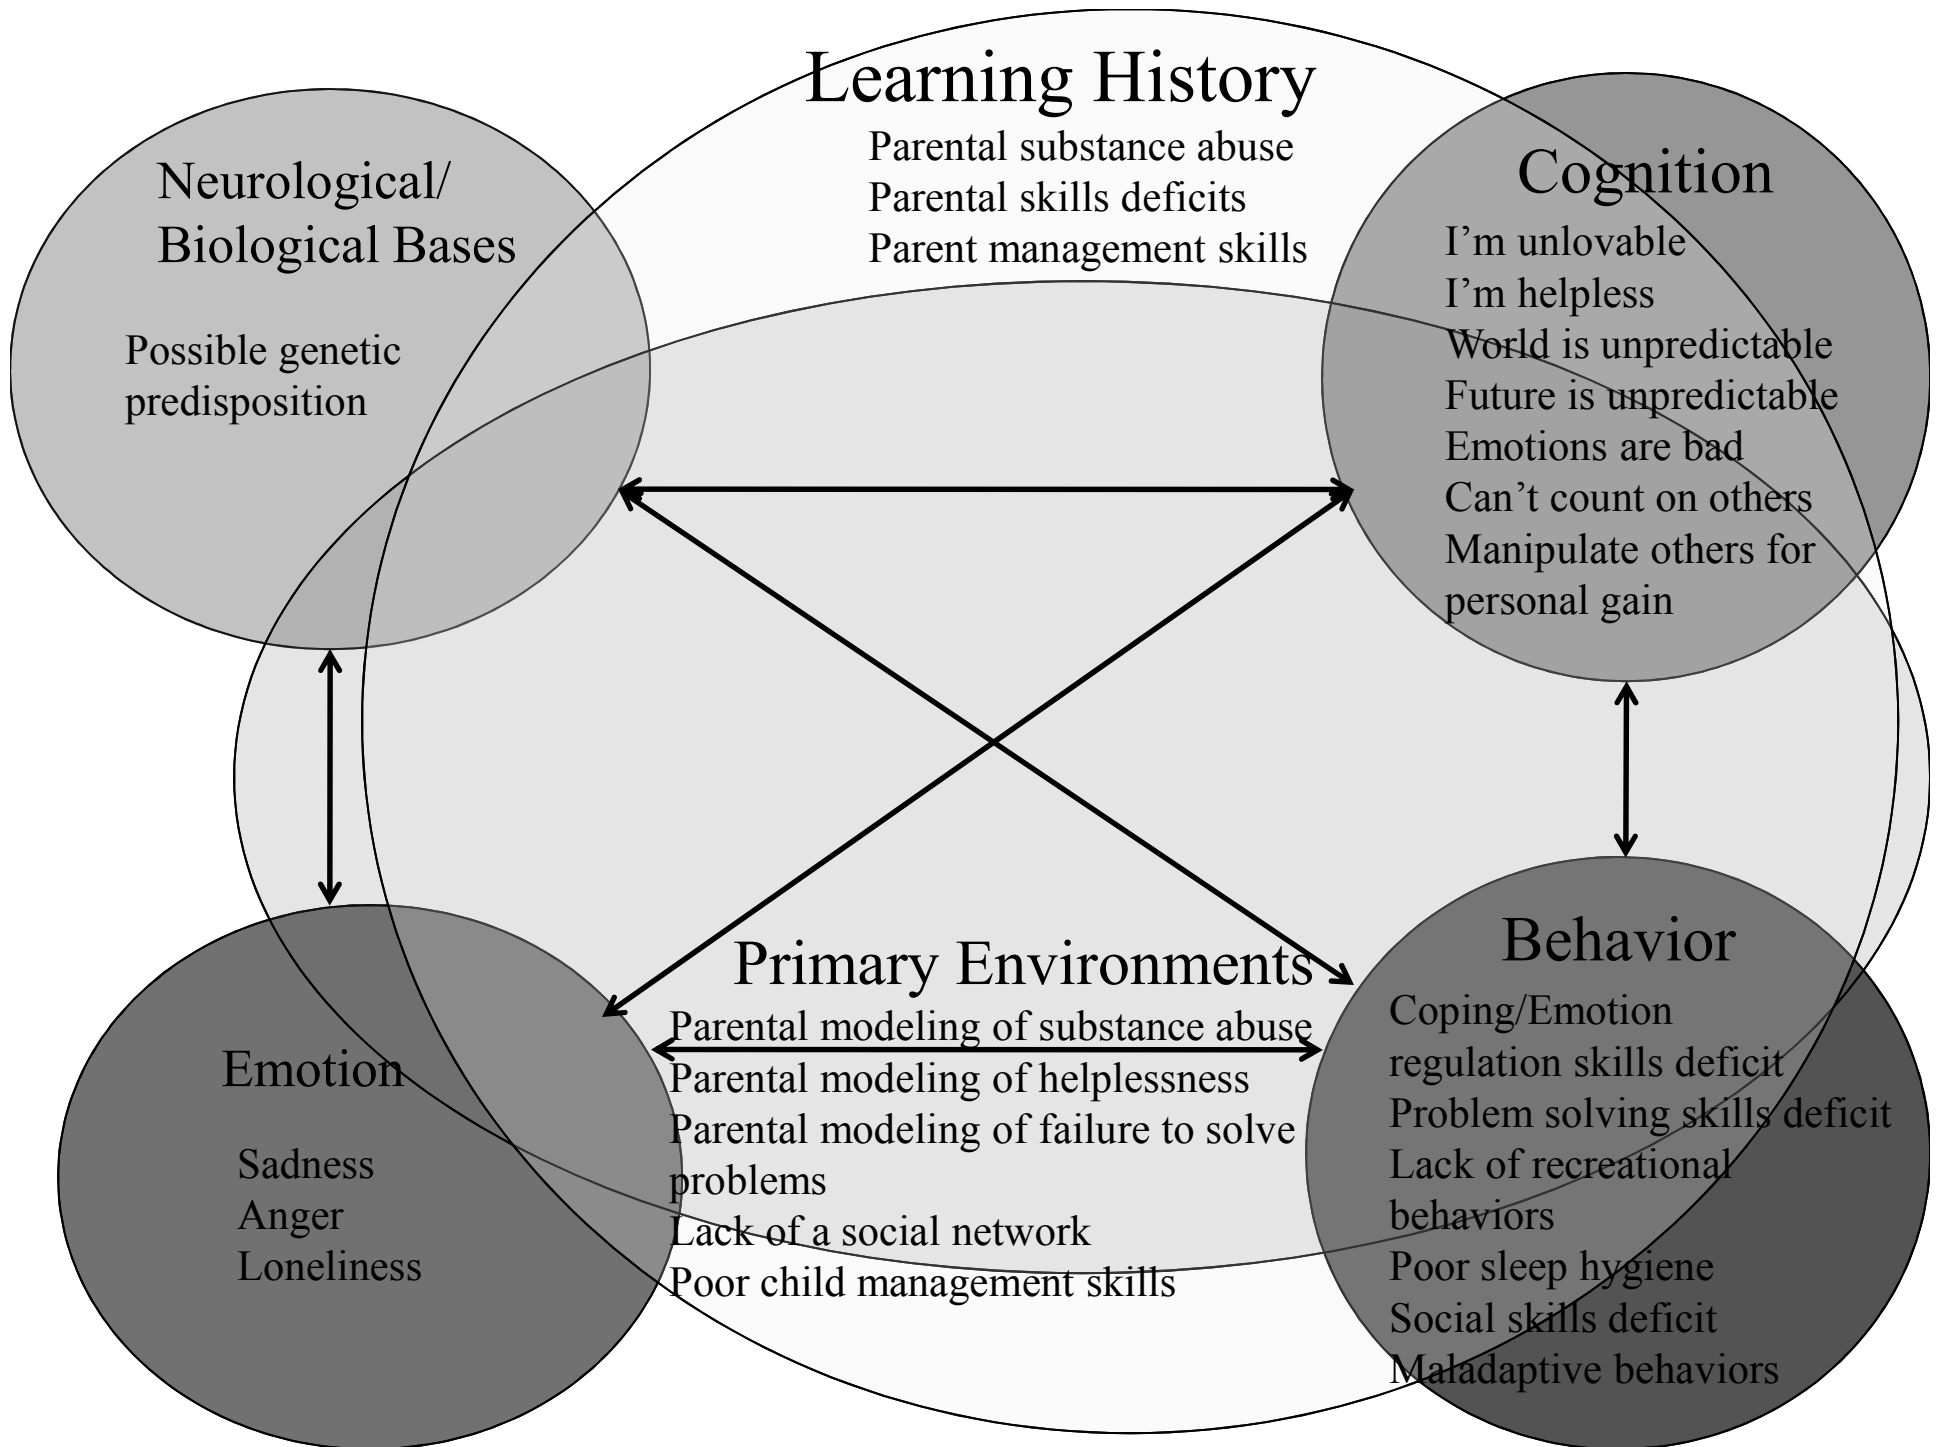 Learning History
Parental substance abuse
Parental skills deficits
Parent management skills
Neurological/
Biological Bases
Possible genetic
predisposition
Cognition
I’m unlovable
I’m helpless
World is unpredictable
Future is unpredictable
Emotions are bad
Can’t count on others
Manipulate others for
personal gain
Primary Environments
Parental modeling of substance abuse
Parental modeling of helplessness
Parental modeling of failure to solve
problems
Lack of a social network
Poor child management skills
Emotion
Sadness
Anger
Loneliness
Behavior
Coping/Emotion
regulation skills deficit
Problem solving skills deficit
Lack of recreational
behaviors
Poor sleep hygiene
Social skills deficit
Maladaptive behaviors